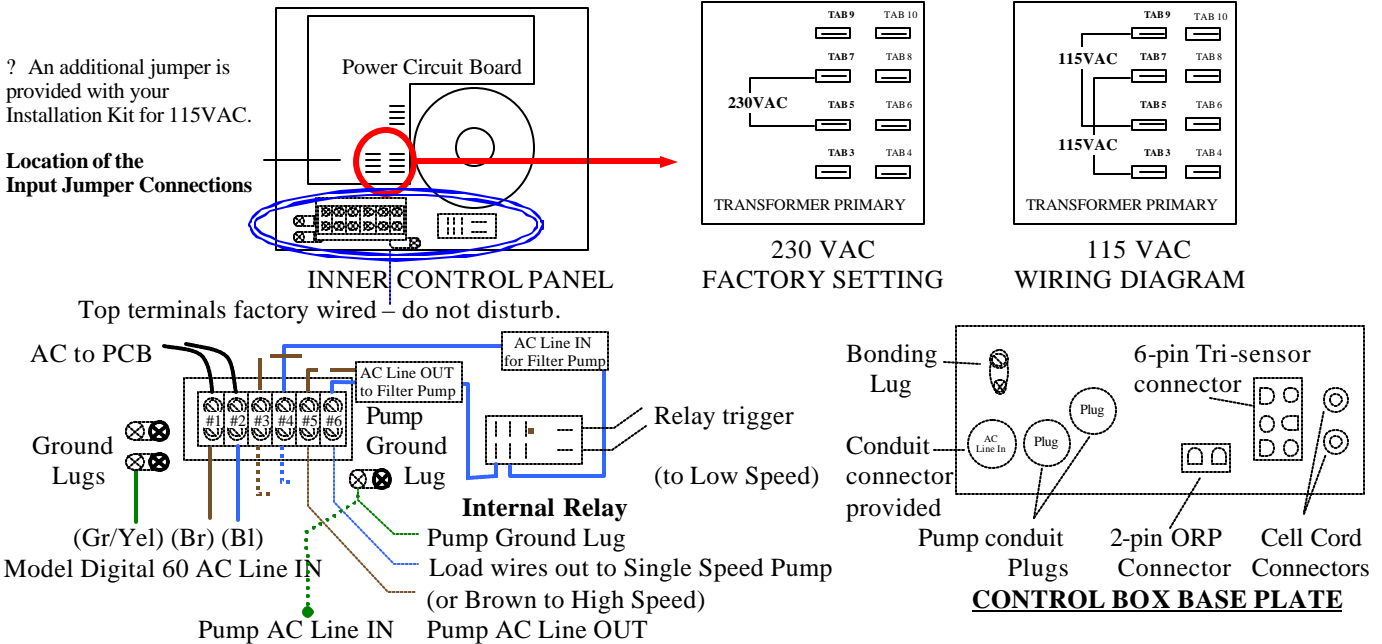 ? An additional jumper is
provided with your
Installation Kit for 115VAC.
Location of the
Input Jumper Connections
Power Circuit Board
INNER CONTROL PANEL
TAB 9 TAB 10
TAB 7 TAB 8
230VAC
TAB 5 TAB 6
TAB 3 TAB 4
TRANSFORMER PRIMARY
230 VAC
FACTORY SETTING
TAB 9 TAB 10
115VAC TAB 7 TAB 8
TAB 5 TAB 6
115VAC
TAB 3 TAB 4
TRANSFORMER PRIMARY
115 VAC
WIRING DIAGRAM
Top terminals factory wired – do not disturb.
AC to PCB
AC Line IN
for Filter Pump
AC Line OUT
to Filter Pump
#1 #2 #3 #4 #5 #6
Pump
Ground
Lug
Ground
Lugs
Relay trigger
(to Low Speed)
Internal Relay
(Gr/Yel) (Br) (Bl)
Model Digital 60 AC Line IN
Pump Ground Lug
Load wires out to Single Speed Pump
(or Brown to High Speed)
Pump AC Line IN
Pump AC Line OUT
Bonding
Lug
6-pin Tri-sensor
connector
Plug
AC
Line In
Plug
Conduit
connector
provided
Pump conduit
Plugs
2-pin ORP
Connector
Cell Cord
Connectors
CONTROL BOX BASE PLATE